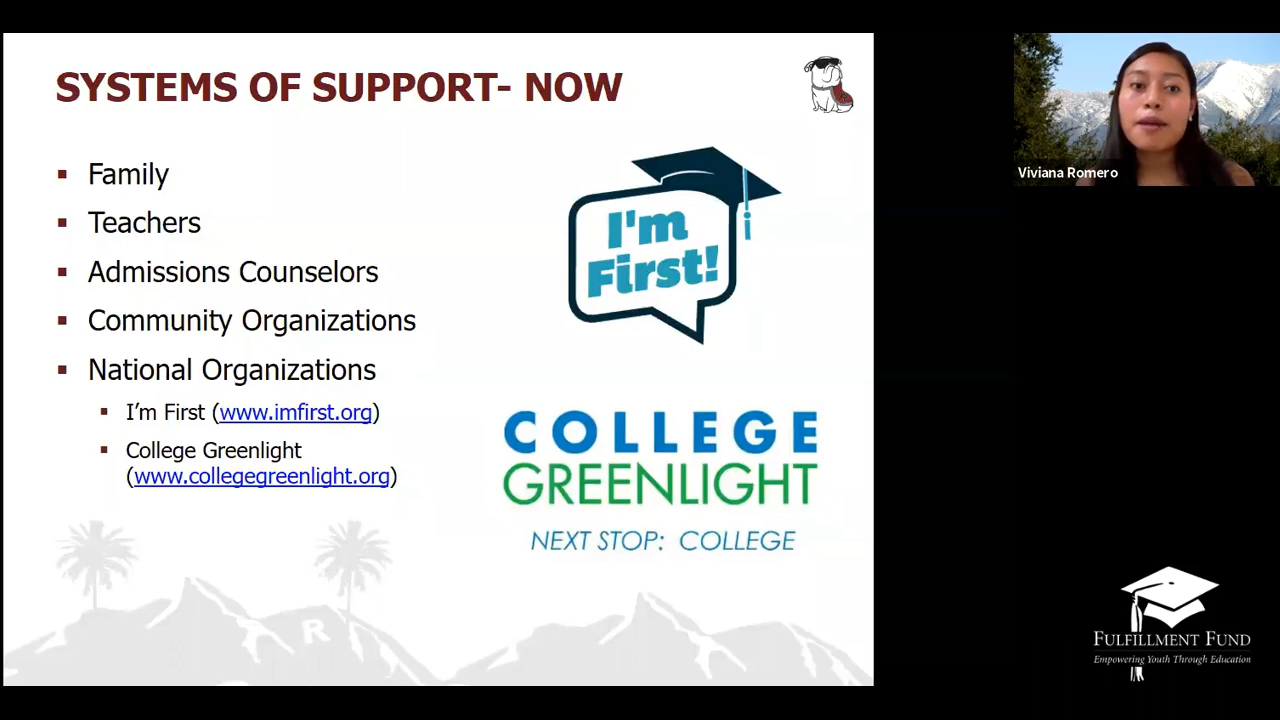 SYSTEMS OF SUPPORT- NOW
Family
Teachers
Admissions Counselors
Community Organizations
National Organizations
I'm First (www.imfirst.org)
College Greenlight
(www.collegegreenlight.org)
I'm
First!
COLLEGE
GREENLIGHT
NEXT STOP: COLLEGE
R
Viviana Romero
FULFILLMENT FUND
Empowering Youth Through Education